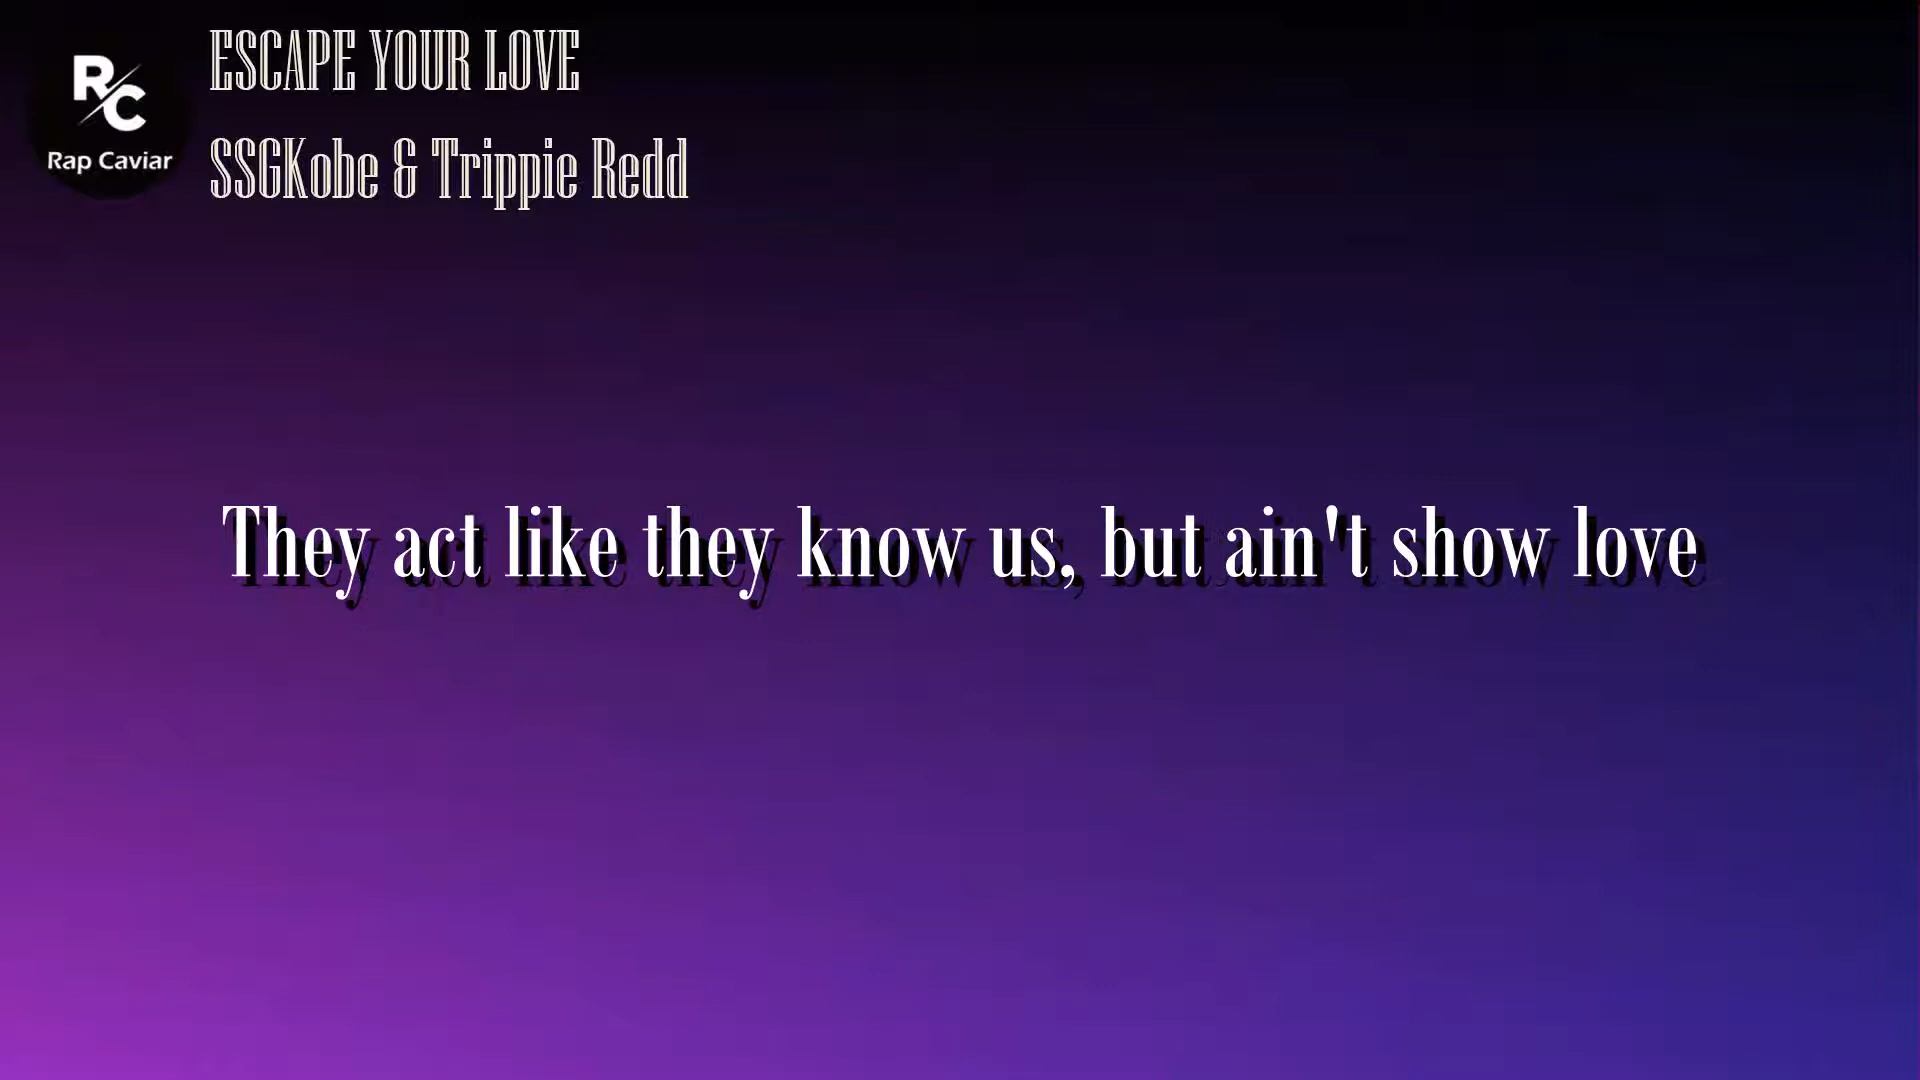 R/C
Rap Caviar
ESCAPE YOUR LOVE
SSGKobe & Trippie Redd
They act like they know us, but ain't show love